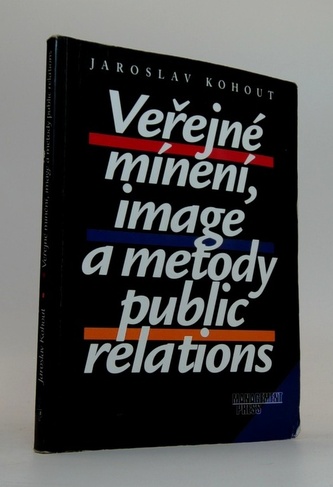 JAROSLAV KOHOUT
Veřejné
mínění,
image
a metody
public
relations
MANAGEMENT
PRESS
Jaroslav Kohout Veřejné mínění, image a metody public relations